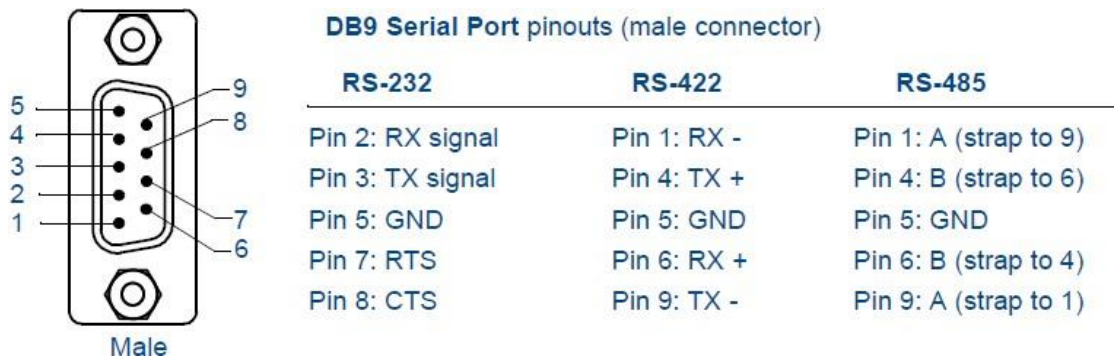 DB9 Serial Port pinouts (male connector)
RS-232 RS-422 RS-485
Pin 2: RX signal Pin 1: RX - Pin 1: A (strap to 9)
Pin 3: TX signal Pin 4: TX + Pin 4: B (strap to 6)
Pin 5: GND Pin 5: GND Pin 5: GND
Pin 7: RTS Pin 6: RX + Pin 6: B (strap to 4)
Pin 8: CTS Pin 9: TX - Pin 9: A (strap to 1)
5
4
3
2
1
9
8
7
6
Male